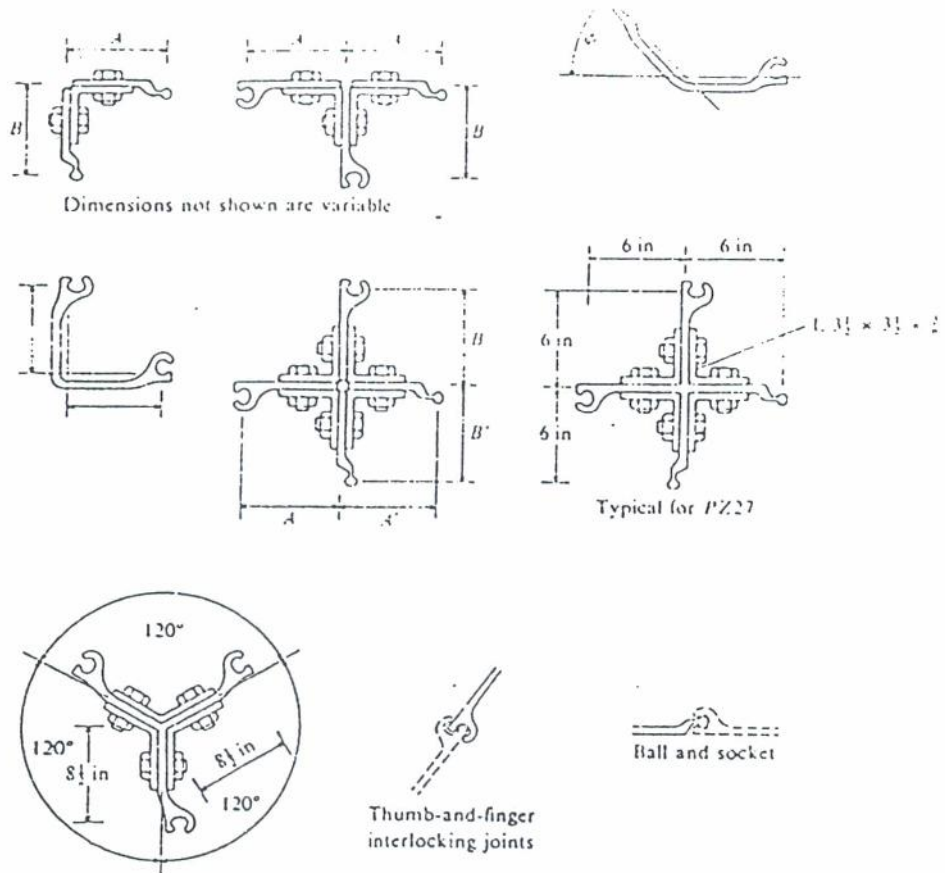 A
A
B
B
Dimensions not shown are variable
6 in
6 in
B
6 in
B'
6 in
A
A'
Typical for PZ27
120°
120°
8½ in
8½ in
120°
Ball and socket
Thumb-and-finger
interlocking joints